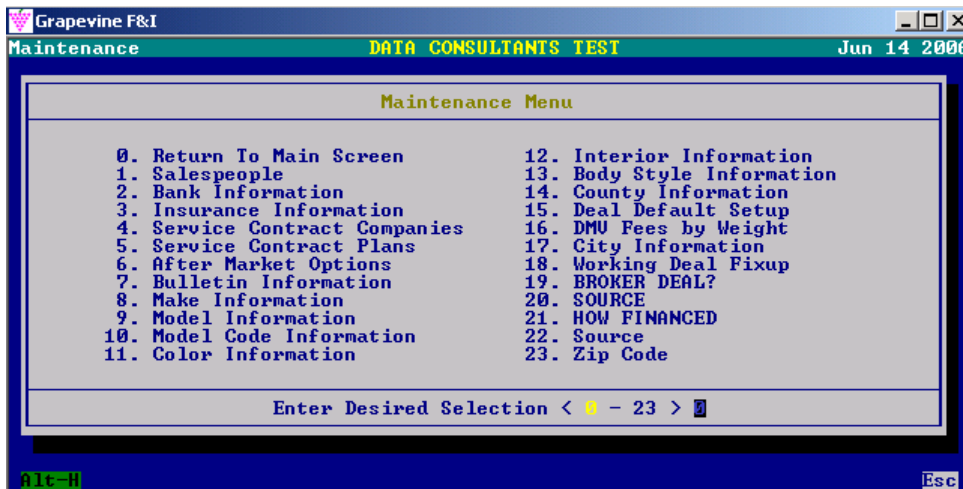 Grapevine F&I
Maintenance DATA CONSULTANTS TEST Jun 14 2006
Maintenance Menu
0. Return To Main Screen
1. Salespeople
2. Bank Information
3. Insurance Information
4. Service Contract Companies
5. Service Contract Plans
6. After Market Options
7. Bulletin Information
8. Make Information
9. Model Information
10. Model Code Information
11. Color Information
12. Interior Information
13. Body Style Information
14. County Information
15. Deal Default Setup
16. DMV Fees by Weight
17. City Information
18. Working Deal Fixup
19. BROKER DEAL?
20. SOURCE
21. HOW FINANCED
22. Source
23. Zip Code
Enter Desired Selection < 0 - 23 > 0
Alt-H Esc